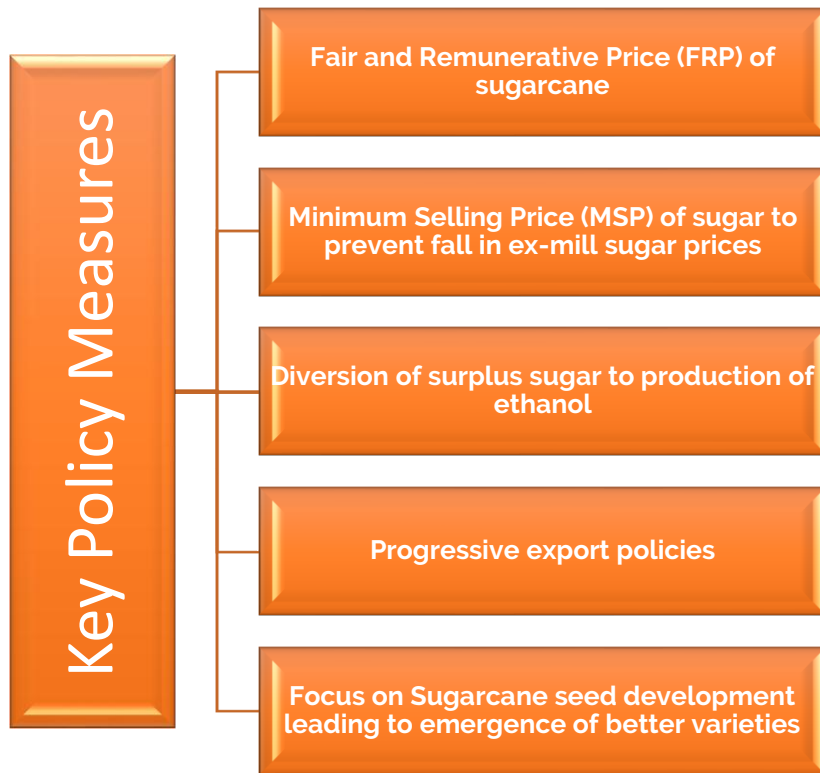 Key Policy Measures
Fair and Remunerative Price (FRP) of
sugarcane
Minimum Selling Price (MSP) of sugar to
prevent fall in ex-mill sugar prices
Diversion of surplus sugar to production of
ethanol
Progressive export policies
Focus on Sugarcane seed development
leading to emergence of better varieties